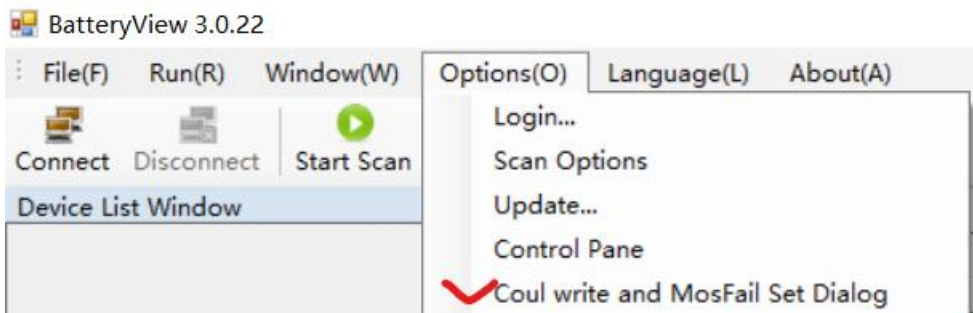 BatteryView 3.0.22
File(F) Run(R) Window(W) Options(O) Language(L) About(A)
Connect Disconnect Start Scan
Device List Window
Login...
Scan Options
Update...
Control Pane
Coul write and MosFail Set Dialog